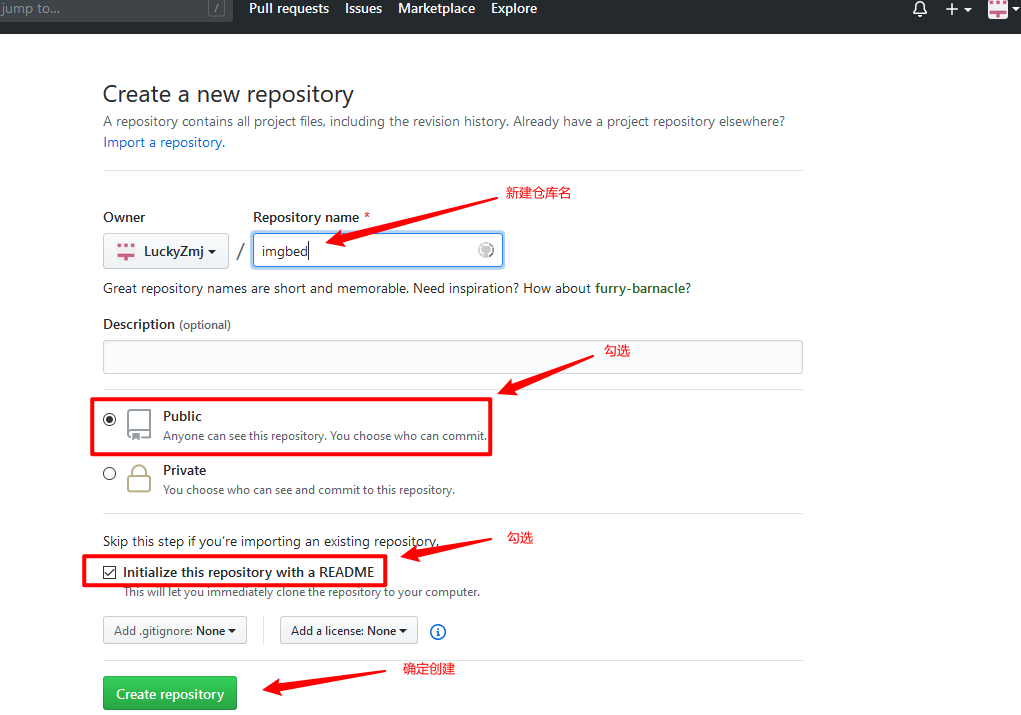 jump to...
/
Pull requests Issues Marketplace Explore
Create a new repository
A repository contains all project files, including the revision history. Already have a project repository elsewhere?
Import a repository.
新建仓库名
Owner Repository name *
LuckyZmj / imgbed
Great repository names are short and memorable. Need inspiration? How about furry-barnacle?
Description (optional)
勾选
Public
Anyone can see this repository. You choose who can commit.
Private
You choose who can see and commit to this repository.
Skip this step if you're importing an existing repository.
勾选
Initialize this repository with a README
This will let you immediately clone the repository to your computer.
Add .gitignore: None Add a license: None
确定创建
Create repository